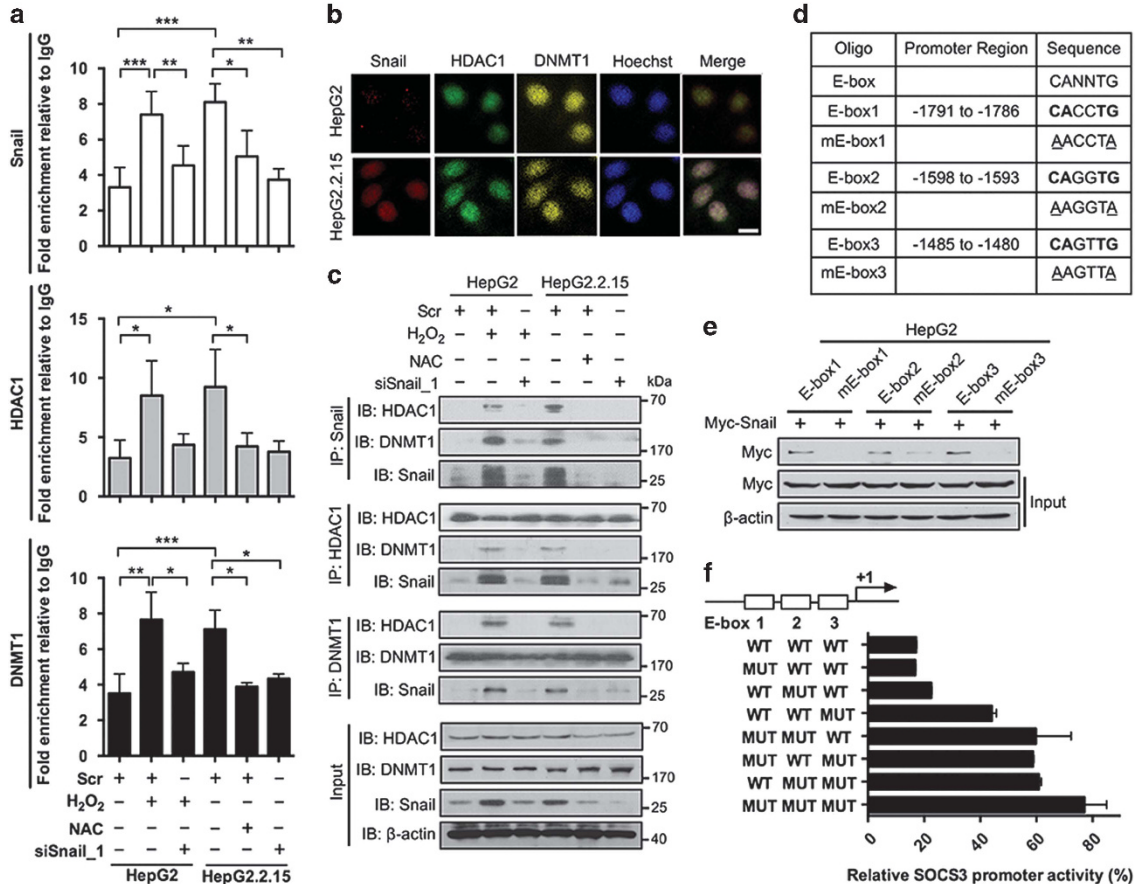 a
Snail
Fold enrichment relative to IgG
10
8
6
4
2
0
*** ** *** * **
HDAC1
Fold enrichment relative to IgG
15
10
5
0
* * *
DNMT1
Fold enrichment relative to IgG
10
8
6
4
2
0
** * *** * *
Scr + + – + + –
H2O2 – + + – – –
NAC – – – – + –
siSnail_1 – – + – – +
HepG2 HepG2.2.15
b
Snail HDAC1 DNMT1 Hoechst Merge
HepG2
HepG2.2.15
c
HepG2 HepG2.2.15
Scr + + – + + –
H2O2 – + + – – –
NAC – – – – + –
siSnail_1 – – + – – + kDa
IP: Snail
IB: HDAC1 70
IB: DNMT1 170
IB: Snail 25
IP: HDAC1
IB: HDAC1 70
IB: DNMT1 170
IB: Snail 25
IP: DNMT1
IB: HDAC1 70
IB: DNMT1 170
IB: Snail 25
Input
IB: HDAC1 70
IB: DNMT1 170
IB: Snail 25
IB: β-actin 40
d
Oligo Promoter Region Sequence
E-box CANNTG
E-box1 -1791 to -1786 CACCTG
mE-box1 AACCTA
E-box2 -1598 to -1593 CAGGTG
mE-box2 AAGGTA
E-box3 -1485 to -1480 CAGTTG
mE-box3 AAGTTA
e
HepG2
E-box1 mE-box1 E-box2 mE-box2 E-box3 mE-box3
Myc-Snail + + + + + +
Myc
Myc
β-actin
Input
f
+1
E-box 1 2 3
WT WT WT
MUT WT WT
WT MUT WT
WT WT MUT
MUT MUT WT
MUT WT MUT
WT MUT MUT
MUT MUT MUT
0 20 40 60 80
Relative SOCS3 promoter activity (%)